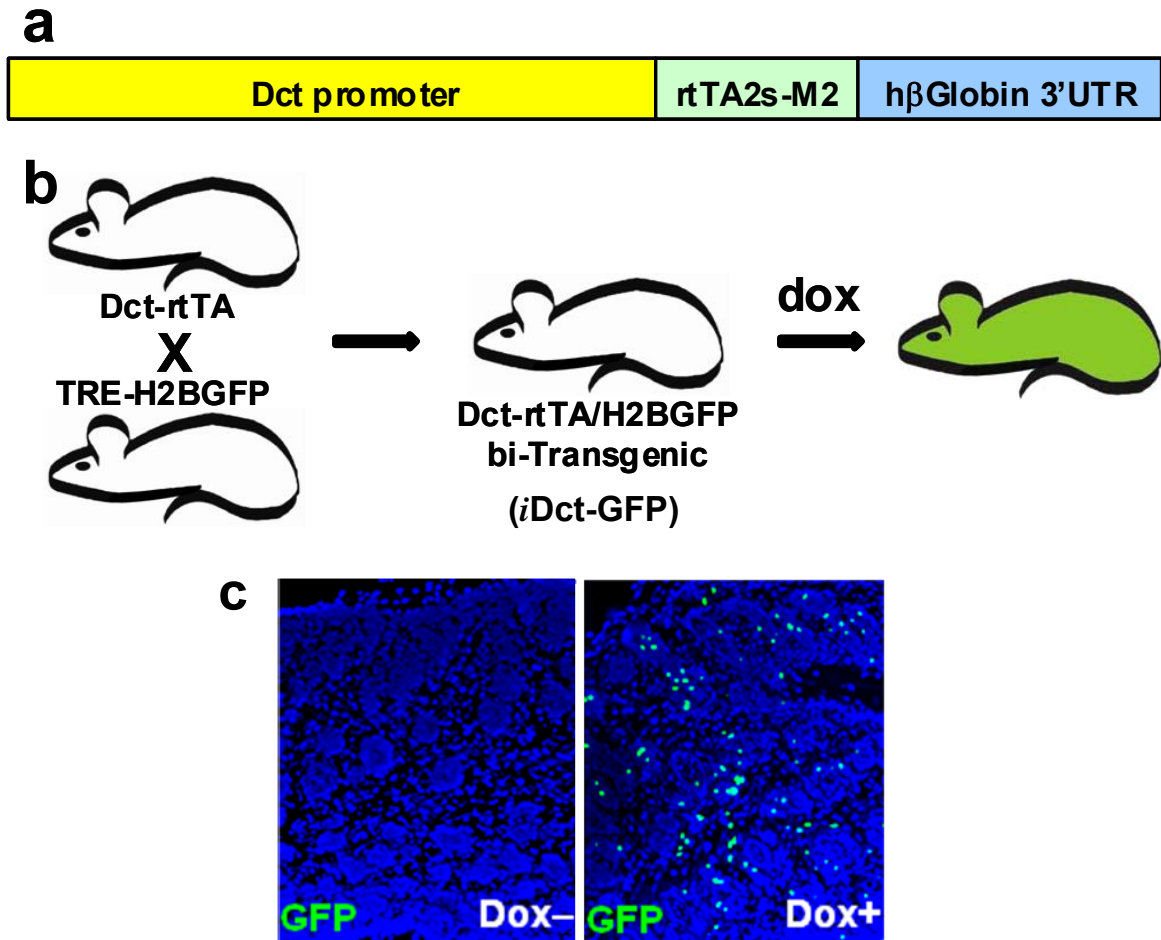 a
Dct promoter rtTA2s-M2 hβGlobin 3’UTR
b
Dct-rtTA
X
TRE-H2BGFP
Dct-rtTA/H2BGFP
bi-Transgenic
(iDct-GFP)
dox
c
GFP Dox– GFP Dox+